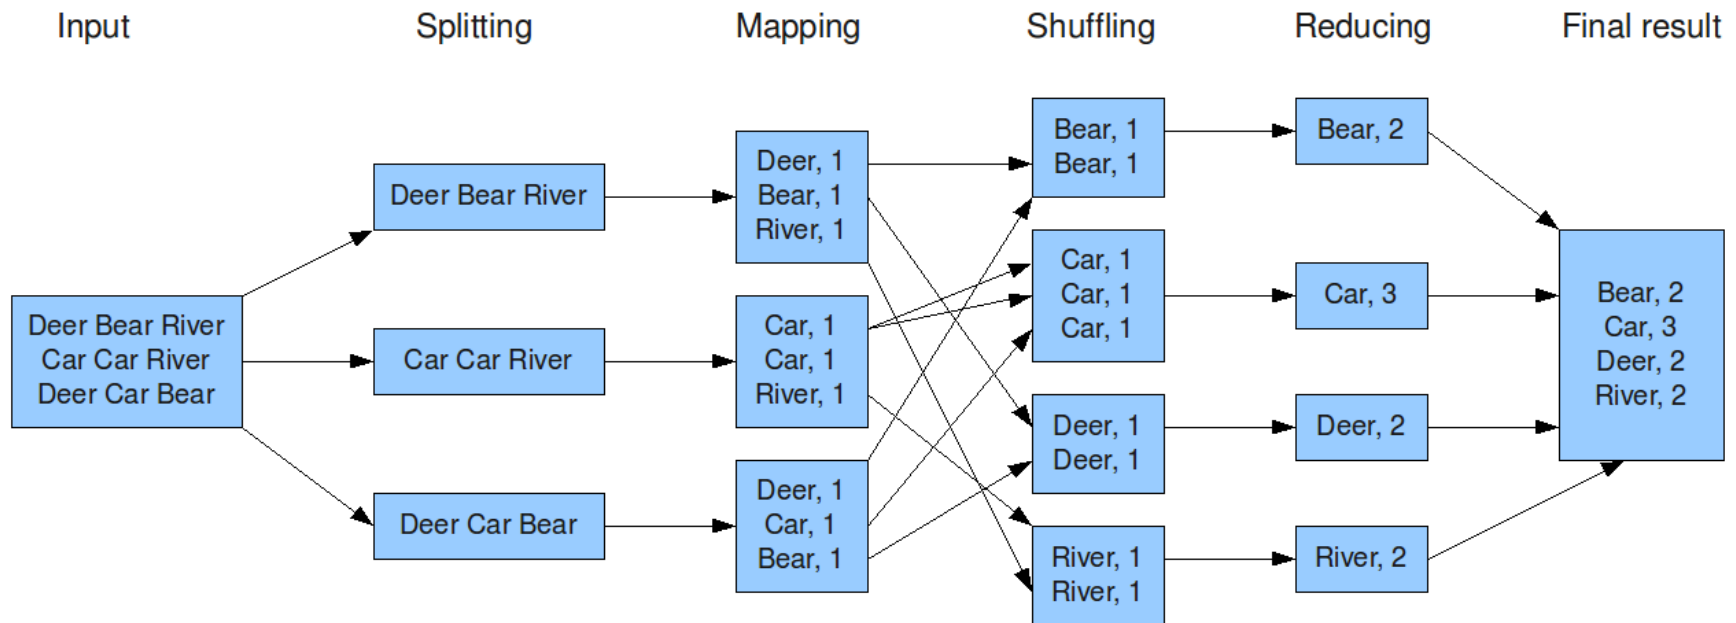 Input
Splitting
Mapping
Shuffling
Reducing
Final result
Deer Bear River
Car Car River
Deer Car Bear
Deer Bear River
Car Car River
Deer Car Bear
Deer, 1
Bear, 1
River, 1
Car, 1
Car, 1
River, 1
Deer, 1
Car, 1
Bear, 1
Bear, 1
Bear, 1
Car, 1
Car, 1
Car, 1
Deer, 1
Deer, 1
River, 1
River, 1
Bear, 2
Car, 3
Deer, 2
River, 2
Bear, 2
Car, 3
Deer, 2
River, 2